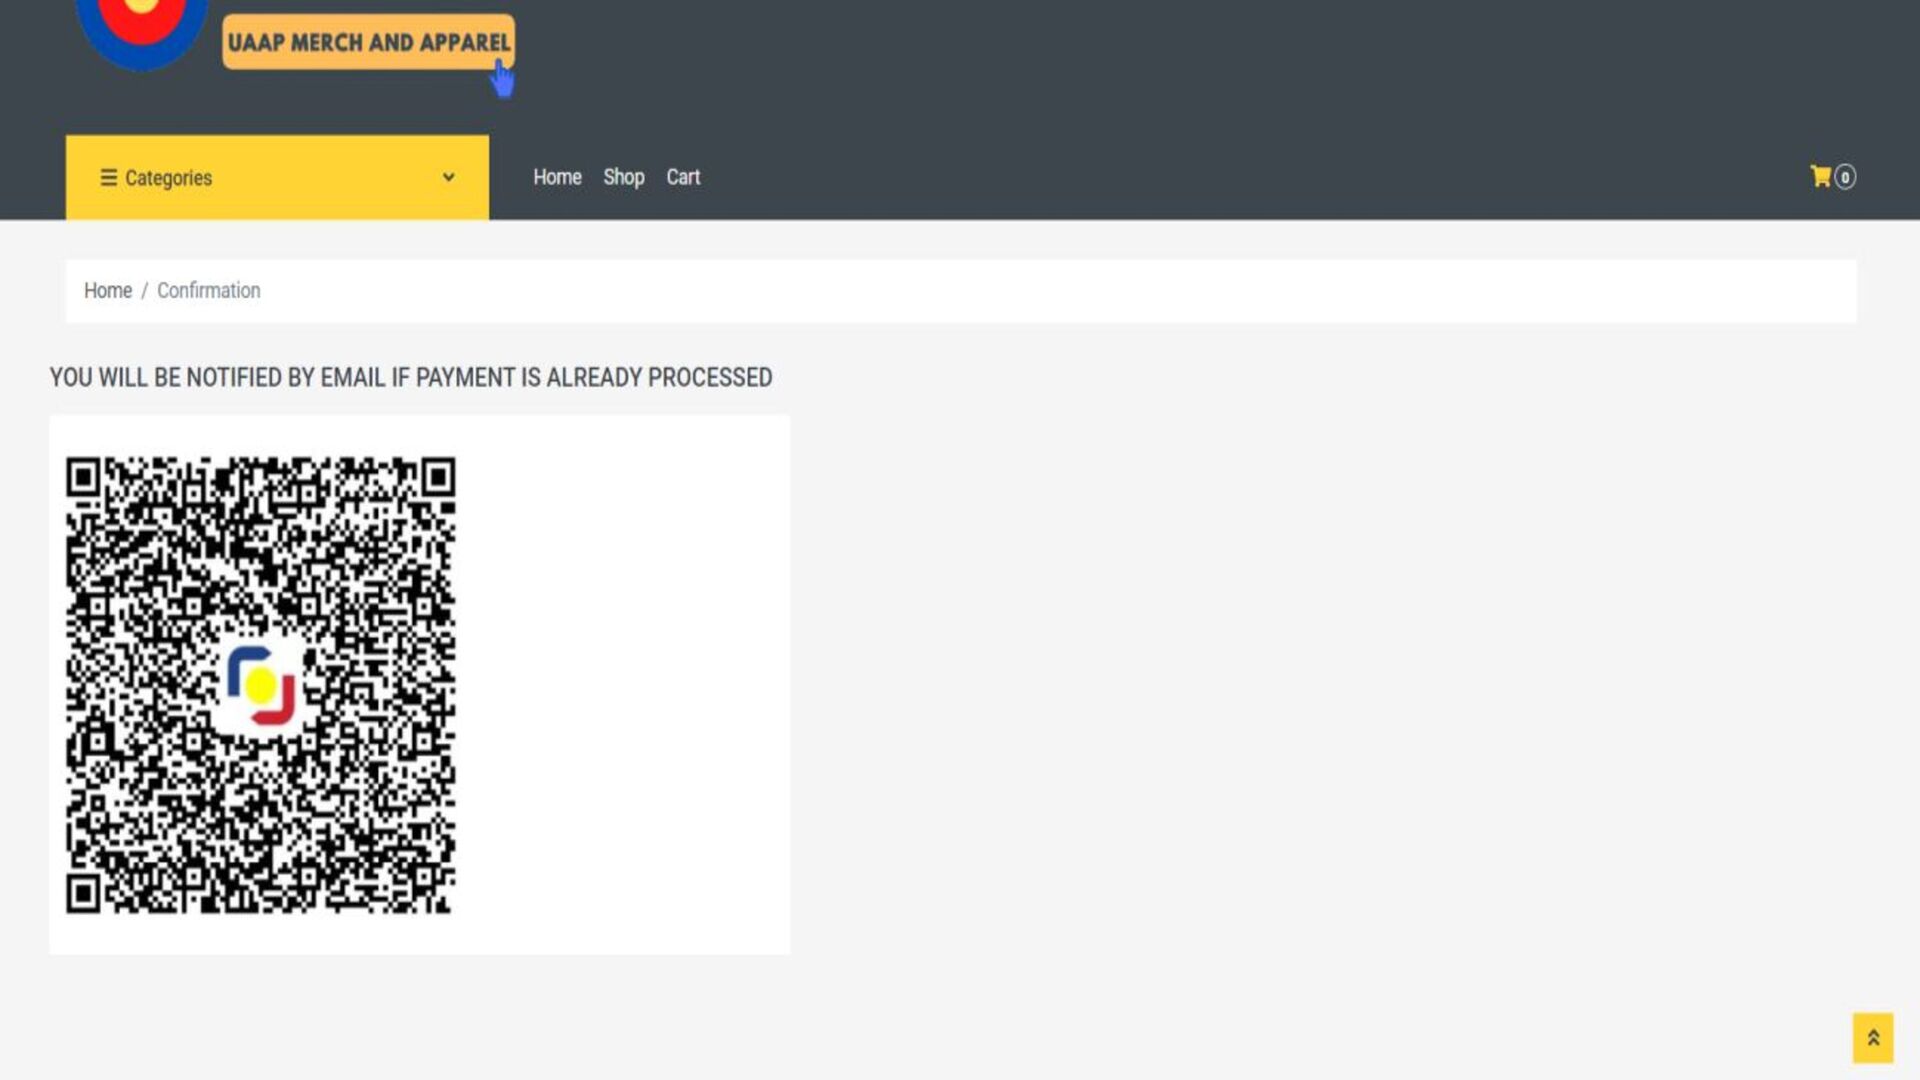 UAAP MERCH AND APPAREL
Categories
Home Shop Cart
0
Home / Confirmation
YOU WILL BE NOTIFIED BY EMAIL IF PAYMENT IS ALREADY PROCESSED